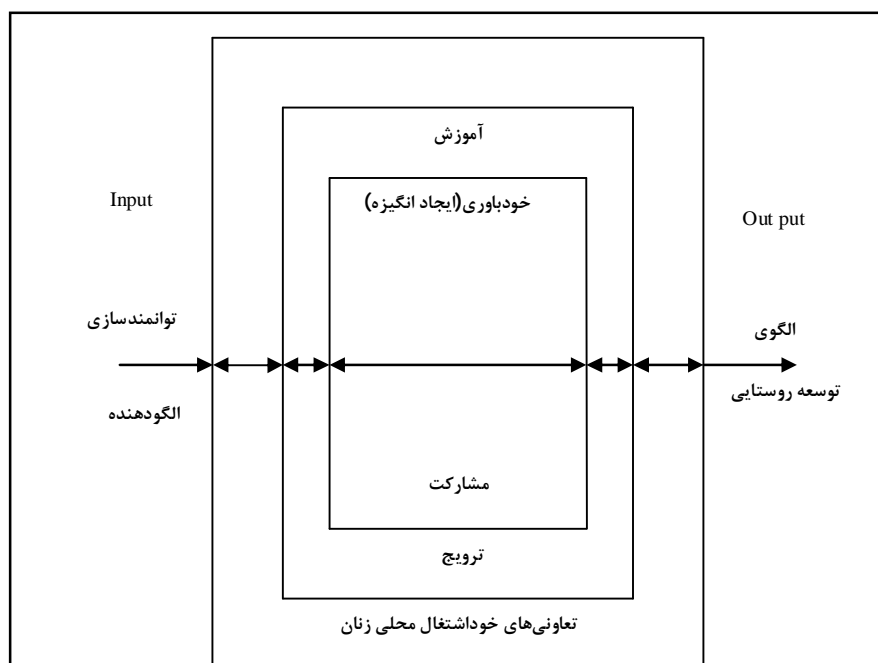 آموزش
Input
خودباوری(ایجاد انگیزه)
Out put
توانمندسازی
الگوی
الگودهنده
توسعه روستایی
مشارکت
ترویج
تعاونی‌های خوداشتغال محلی زنان